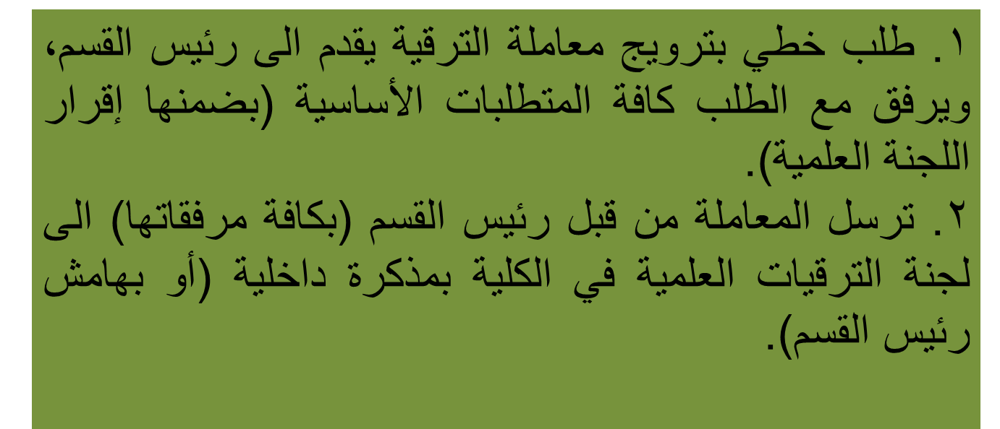 ١. طلب خطي بترويج معاملة الترقية يقدم الى رئيس القسم،
ويرفق مع الطلب كافة المتطلبات الأساسية (بضمنها إقرار
اللجنة العلمية).
٢. ترسل المعاملة من قبل رئيس القسم (بكافة مرفقاتها) الى
لجنة الترقيات العلمية في الكلية بمذكرة داخلية (أو بهامش
رئيس القسم).